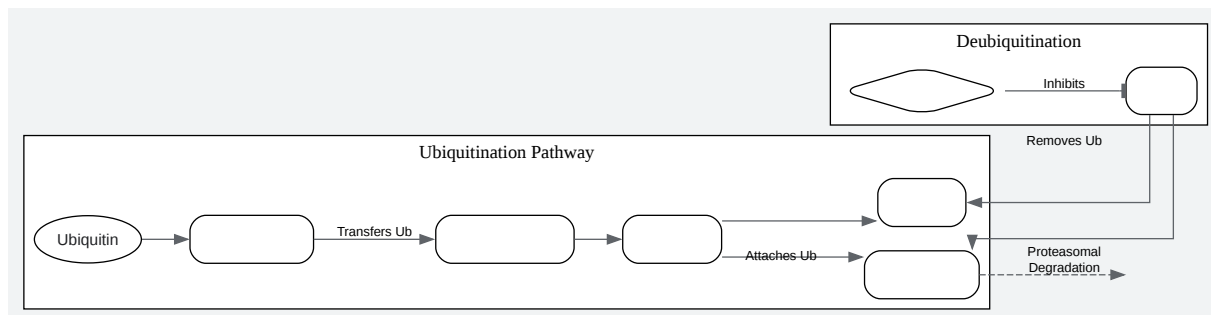 Deubiquitination
Inhibits
Removes Ub
Ubiquitination Pathway
Ubiquitin
Transfers Ub
Attaches Ub
Proteasomal
Degradation